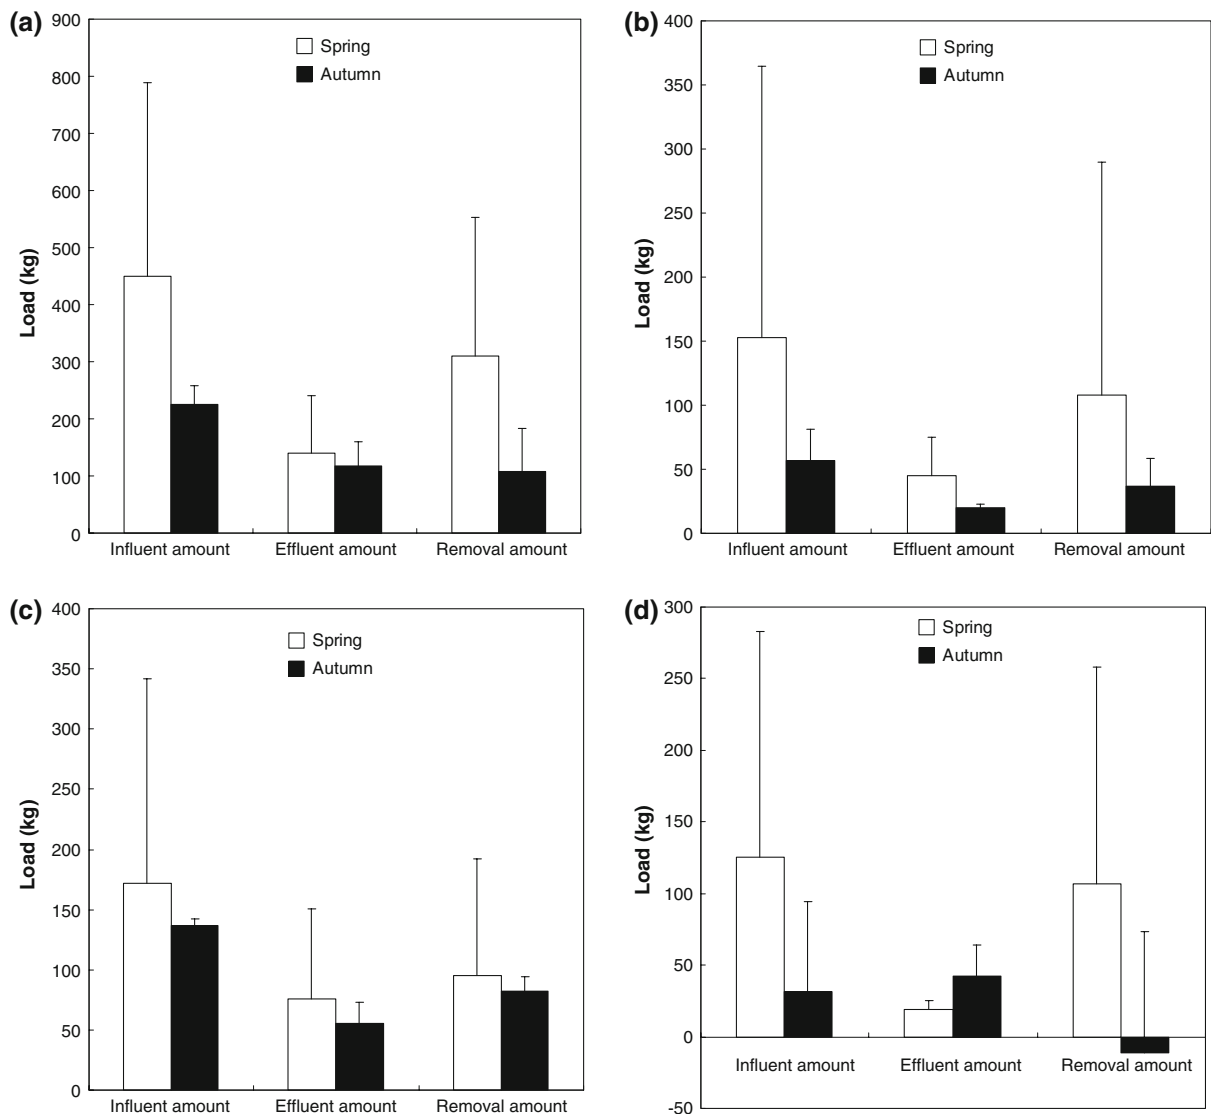 (a)
900
800
700
600
500
400
300
200
100
0
Load (kg)
Spring
Autumn
Influent amount
Effluent amount
Removal amount
(b)
400
350
300
250
200
150
100
50
0
Load (kg)
Spring
Autumn
Influent amount
Effluent amount
Removal amount
(c)
400
350
300
250
200
150
100
50
0
Load (kg)
Spring
Autumn
Influent amount
Effluent amount
Removal amount
(d)
300
250
200
150
100
50
0
-50
Load (kg)
Spring
Autumn
Influent amount
Effluent amount
Removal amount